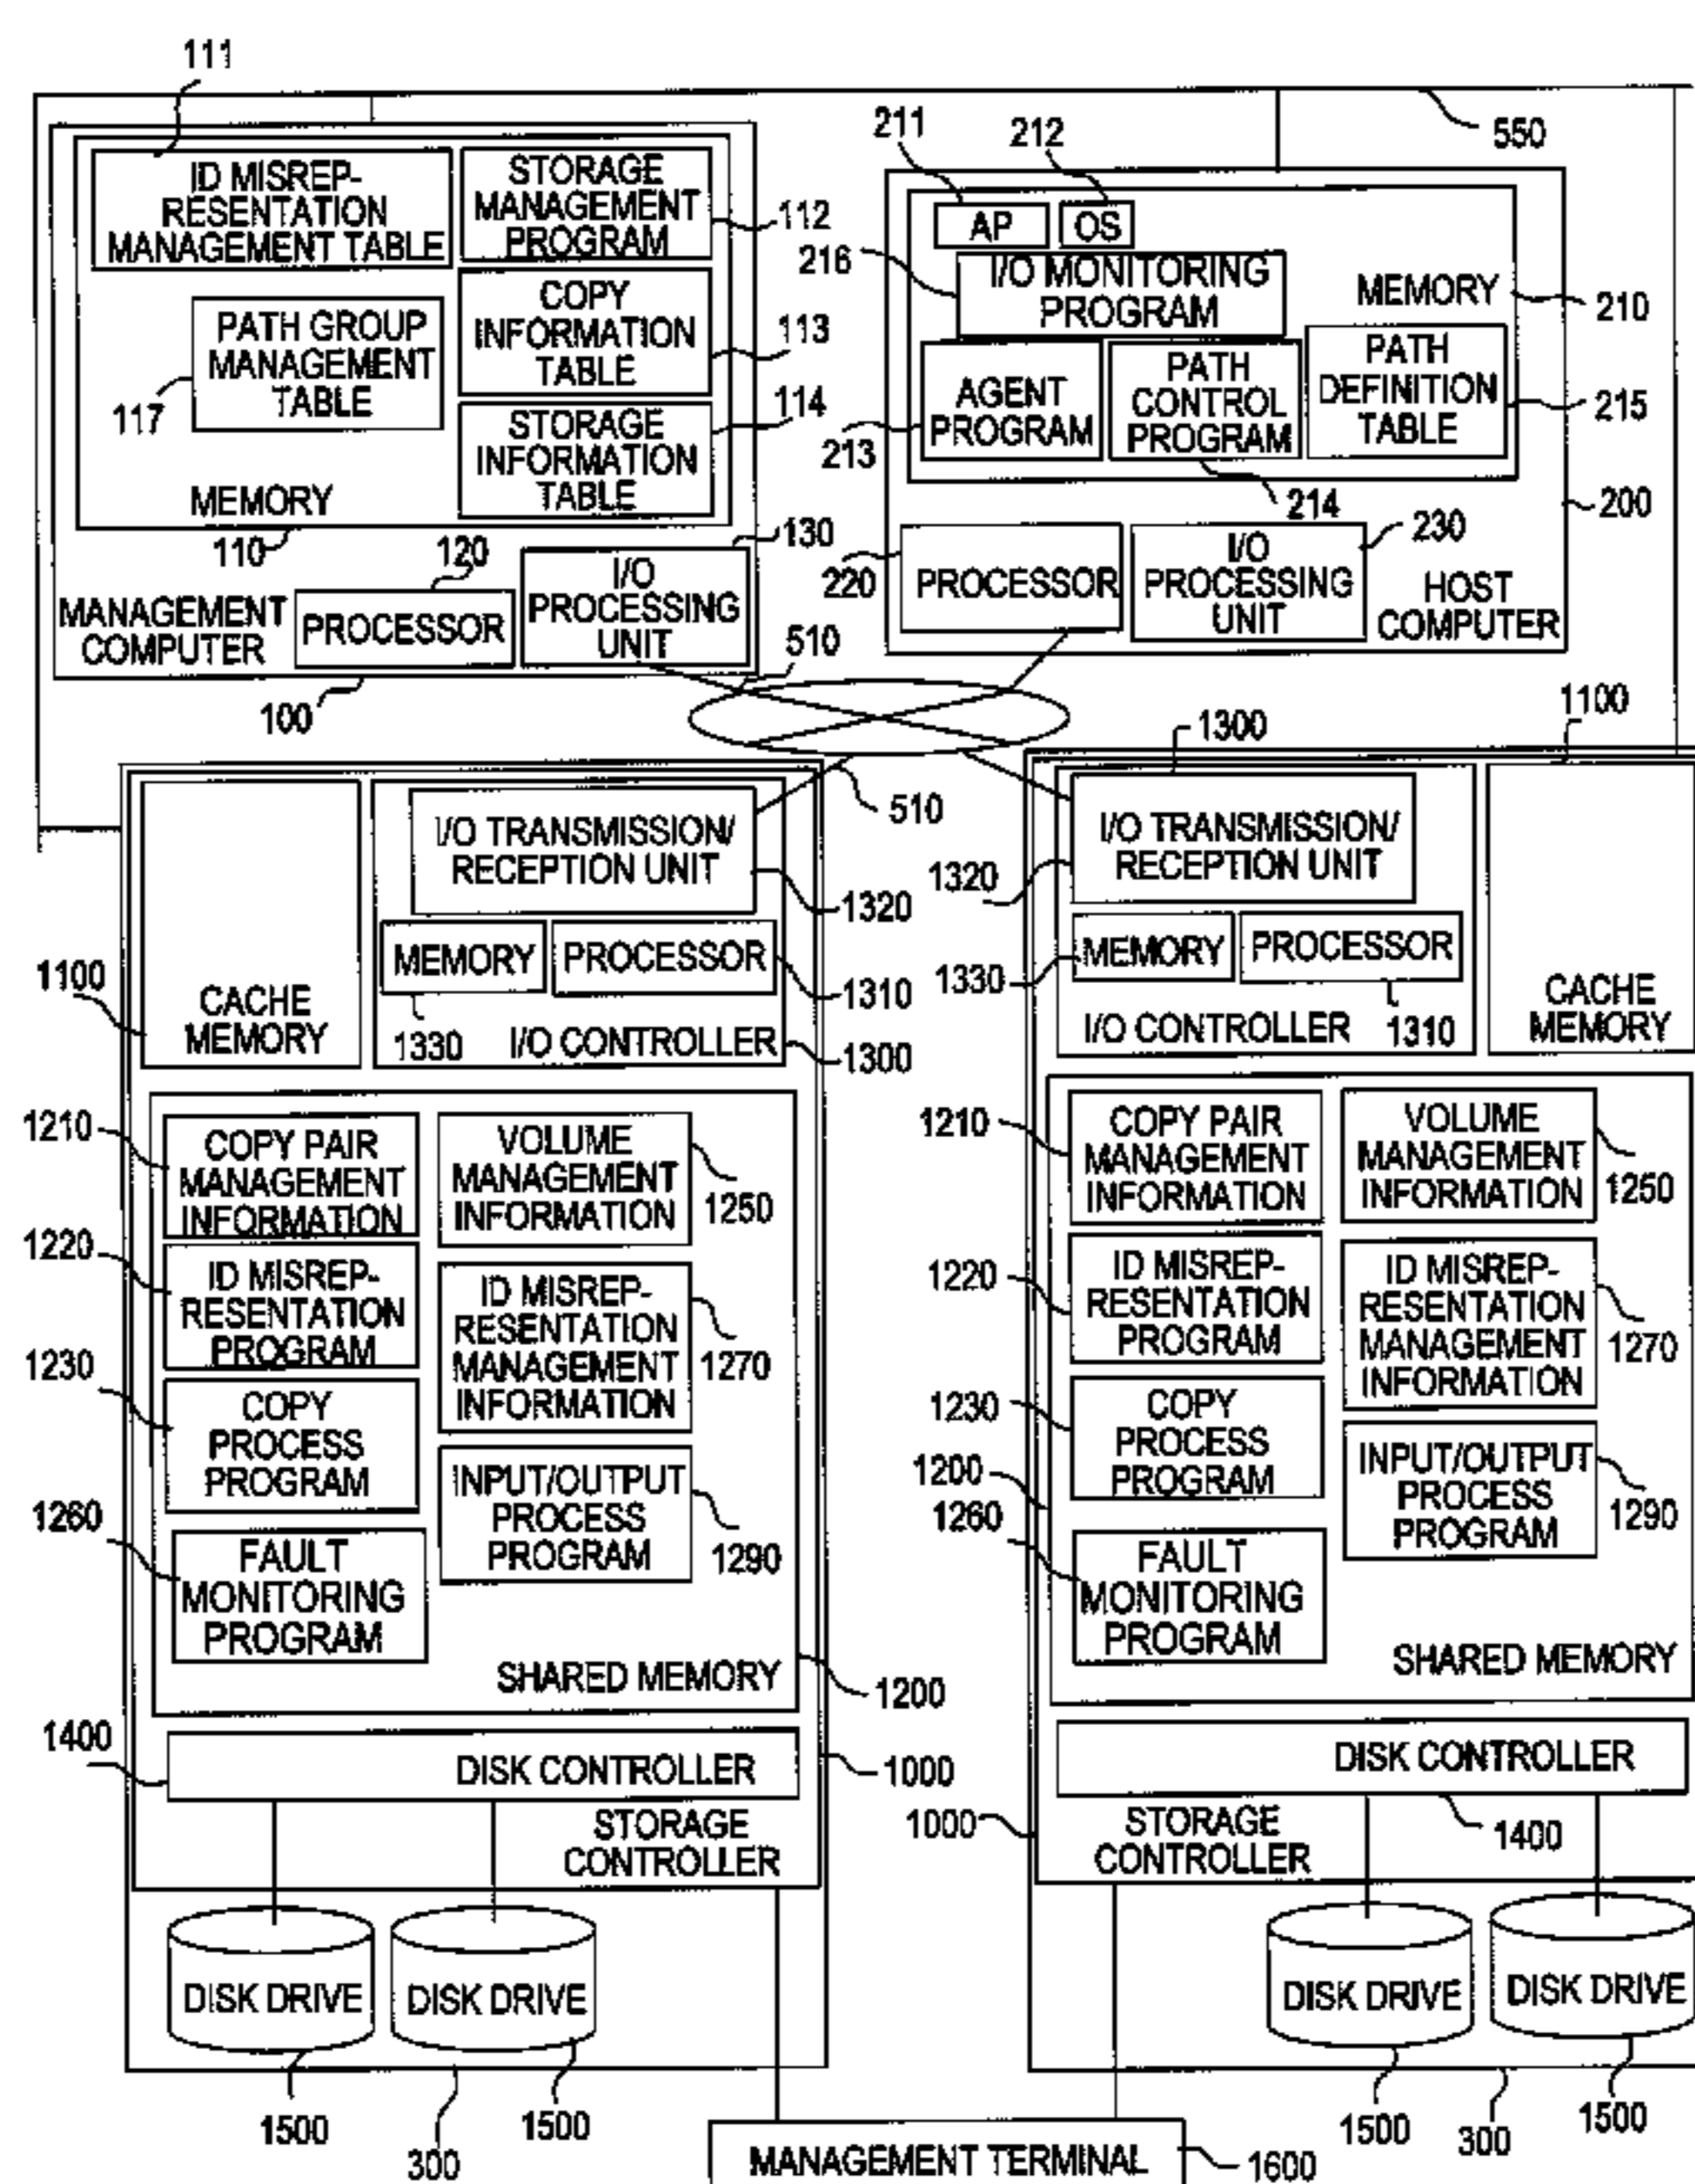 111
550
ID MISREP-
RESENTATION
MANAGEMENT TABLE
STORAGE
MANAGEMENT
PROGRAM
112
PATH GROUP
MANAGEMENT
TABLE
117
COPY
INFORMATION
TABLE
113
STORAGE
INFORMATION
TABLE
114
MEMORY
110
120
130
MANAGEMENT
COMPUTER
PROCESSOR
I/O
PROCESSING
UNIT
100
510
211
212
AP
OS
216
I/O MONITORING
PROGRAM
MEMORY
210
AGENT
PROGRAM
213
PATH
CONTROL
PROGRAM
214
PATH
DEFINITION
TABLE
215
200
220
PROCESSOR
I/O
PROCESSING
UNIT
230
HOST
COMPUTER
510
CACHE
MEMORY
1100
I/O TRANSMISSION/
RECEPTION UNIT
1320
MEMORY
1330
PROCESSOR
1310
I/O CONTROLLER
1300
1210
COPY PAIR
MANAGEMENT
INFORMATION
VOLUME
MANAGEMENT
INFORMATION
1250
1220
ID MISREP-
RESENTATION
PROGRAM
ID MISREP-
RESENTATION
MANAGEMENT
INFORMATION
1270
1230
COPY
PROCESS
PROGRAM
INPUT/OUTPUT
PROCESS
PROGRAM
1290
1260
FAULT
MONITORING
PROGRAM
SHARED MEMORY
1200
1400
DISK CONTROLLER
1000
STORAGE
CONTROLLER
DISK DRIVE
DISK DRIVE
1500
300
1500
1300
1100
I/O TRANSMISSION/
RECEPTION UNIT
1320
MEMORY
1330
PROCESSOR
1310
I/O CONTROLLER
CACHE
MEMORY
1210
COPY PAIR
MANAGEMENT
INFORMATION
VOLUME
MANAGEMENT
INFORMATION
1250
1220
ID MISREP-
RESENTATION
PROGRAM
ID MISREP-
RESENTATION
MANAGEMENT
INFORMATION
1270
1230
COPY
PROCESS
PROGRAM
1200
INPUT/OUTPUT
PROCESS
PROGRAM
1290
1260
FAULT
MONITORING
PROGRAM
SHARED MEMORY
DISK CONTROLLER
1000
STORAGE
CONTROLLER
1400
DISK DRIVE
DISK DRIVE
1500
300
1500
MANAGEMENT TERMINAL
1600